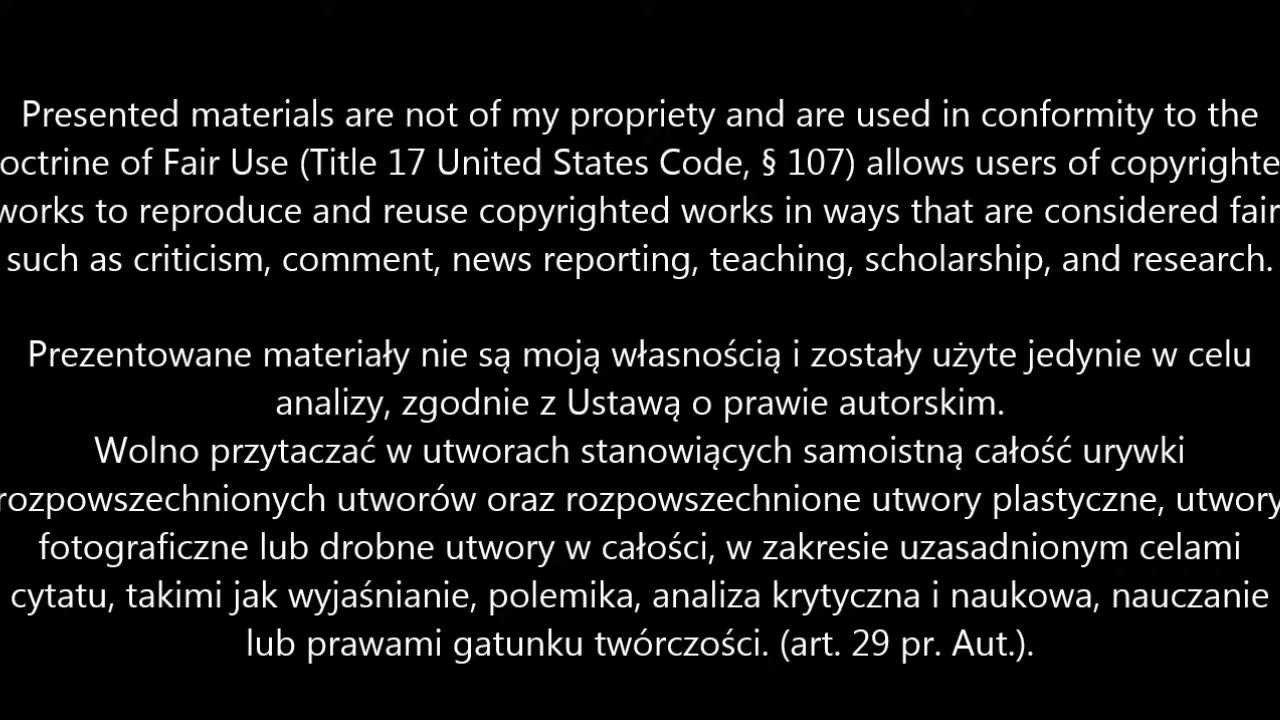 Presented materials are not of my propriety and are used in conformity to the
octrine of Fair Use (Title 17 United States Code, § 107) allows users of copyrighte
works to reproduce and reuse copyrighted works in ways that are considered fair
such as criticism, comment, news reporting, teaching, scholarship, and research.
Prezentowane materiały nie są moją własnością i zostały użyte jedynie w celu
analizy, zgodnie z Ustawą o prawie autorskim.
Wolno przytaczać w utworach stanowiących samoistną całość urywki
rozpowszechnionych utworów oraz rozpowszechnione utwory plastyczne, utwory
fotograficzne lub drobne utwory w całości, w zakresie uzasadnionym celami
cytatu, takimi jak wyjaśnianie, polemika, analiza krytyczna i naukowa, nauczanie
lub prawami gatunku twórczości. (art. 29 pr. Aut.).